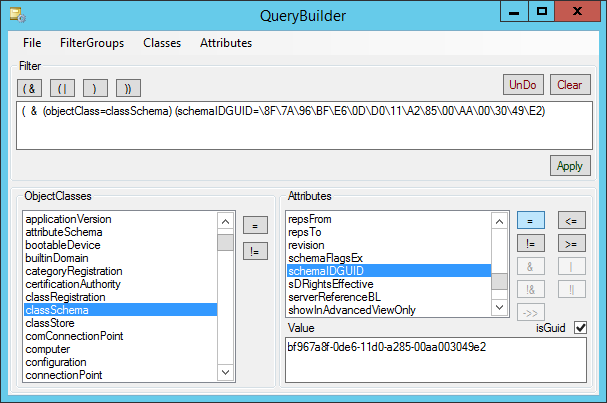 QueryBuilder
File FilterGroups Classes Attributes
Filter
( & ( | ) )) UnDo Clear
( & (objectClass=classSchema) (schemaIDGUID=\8F\7A\96\BF\E6\0D\D0\11\A2\85\00\AA\00\30\49\E2)
Apply
ObjectClasses
applicationVersion
attributeSchema
bootableDevice
builtinDomain
categoryRegistration
certificationAuthority
classRegistration
classSchema
classStore
comConnectionPoint
computer
configuration
connectionPoint
=
!=
Attributes
repsFrom
repsTo
revision
schemaFlagsEx
schemaIDGUID
sDRightsEffective
serverReferenceBL
showInAdvancedViewOnly
= <=
!= >=
& |
!& !|
->>
Value isGuid
bf967a8f-0de6-11d0-a285-00aa003049e2